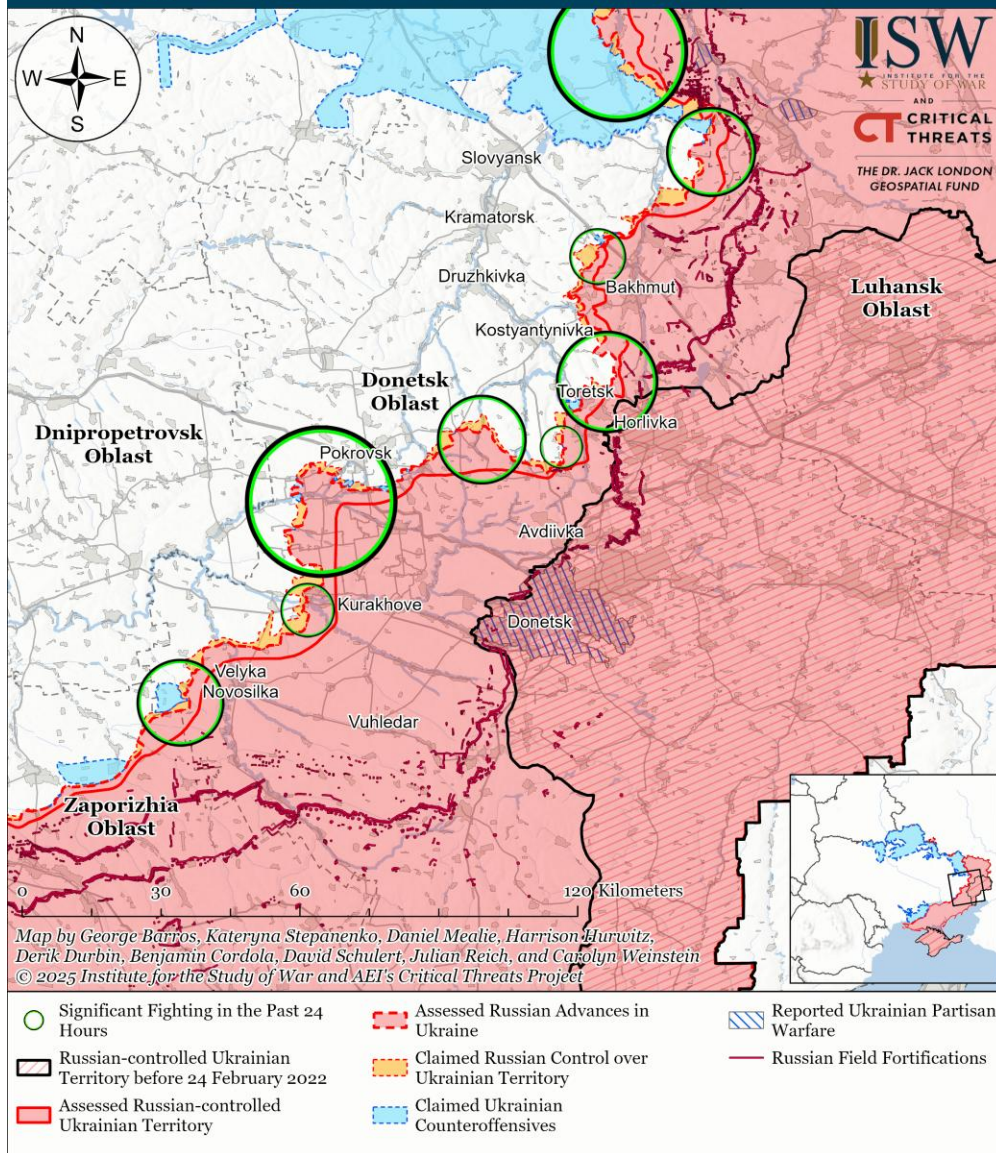 N
W E
S
ISW
INSTITUTE FOR THE
STUDY OF WAR
AND
CT CRITICAL
THREATS
THE DR. JACK LONDON
GEOSPATIAL FUND
Slovyansk
Kramatorsk
Druzhkivka
Bakhmut
Luhansk
Oblast
Kostyantynivka
Donetsk
Oblast
Toretsk
Horlivka
Dnipropetrovsk
Oblast
Pokrovsk
Avdiivka
Kurakhove
Donetsk
Velyka
Novosilka
Vuhledar
Zaporizhia
Oblast
0 30 60 120 Kilometers
Map by George Barros, Kateryna Stepanenko, Daniel Mealie, Harrison Hurwitz,
Derik Durbin, Benjamin Cordola, David Schulert, Julian Reich, and Carolyn Weinstein
© 2025 Institute for the Study of War and AEI's Critical Threats Project
Significant Fighting in the Past 24
Hours
Russian-controlled Ukrainian
Territory before 24 February 2022
Assessed Russian-controlled
Ukrainian Territory
Assessed Russian Advances in
Ukraine
Claimed Russian Control over
Ukrainian Territory
Claimed Ukrainian
Counteroffensives
Reported Ukrainian Partisan
Warfare
Russian Field Fortifications